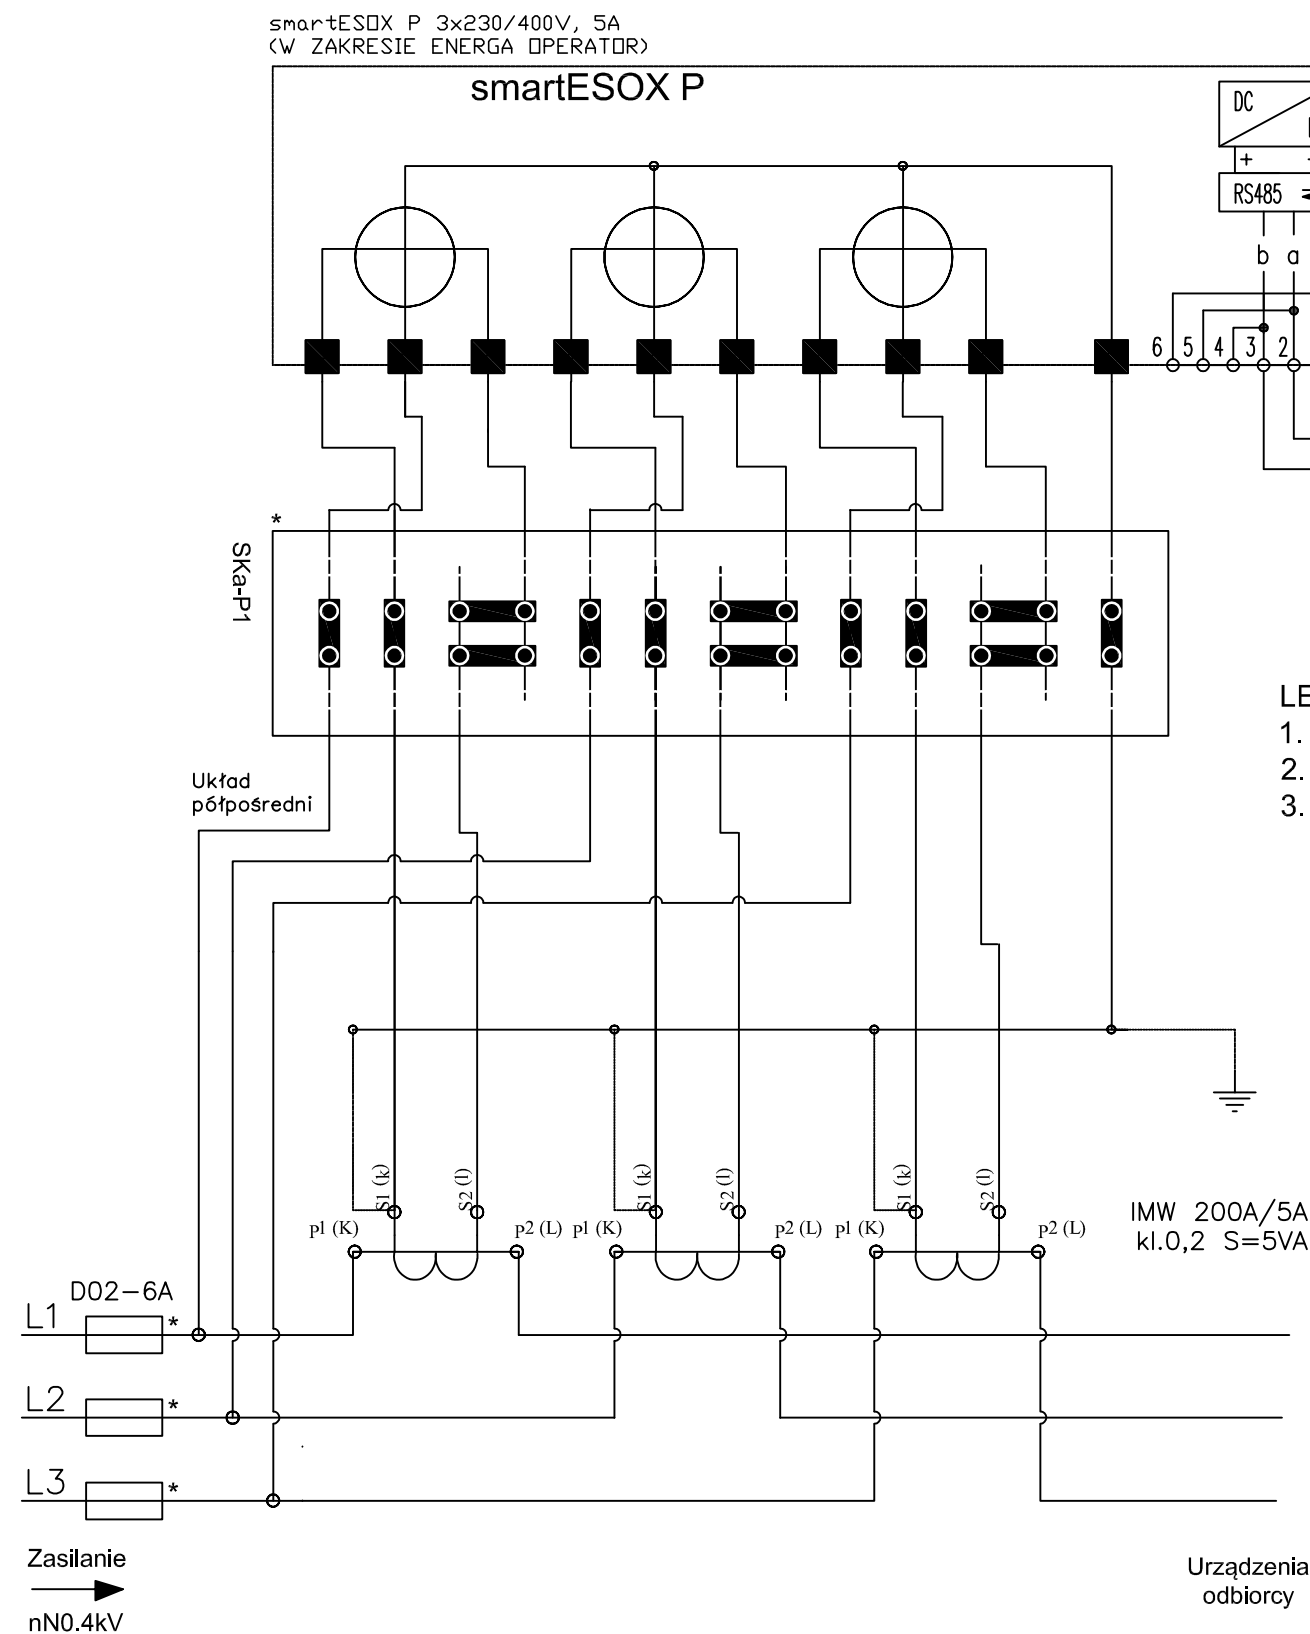 smartESOX P 3x230/400V, 5A
(W ZAKRESIE ENERGA OPERATOR)
smartESOX P
DC
+
RS485
b a
6 5 4 3 2
*
SKa-P1
LE
1.
2.
3.
Układ
półpośredni
S1 (k) S2 (l) S1 (k) S2 (l) S1 (k) S2 (l)
P1 (K) P2 (L) P1 (K) P2 (L) P1 (K) P2 (L)
IMW 200A/5A
kl.0,2 S=5VA
D02-6A
L1 *
L2 *
L3 *
Zasilanie
nN0.4kV
Urządzenia
odbiorcy